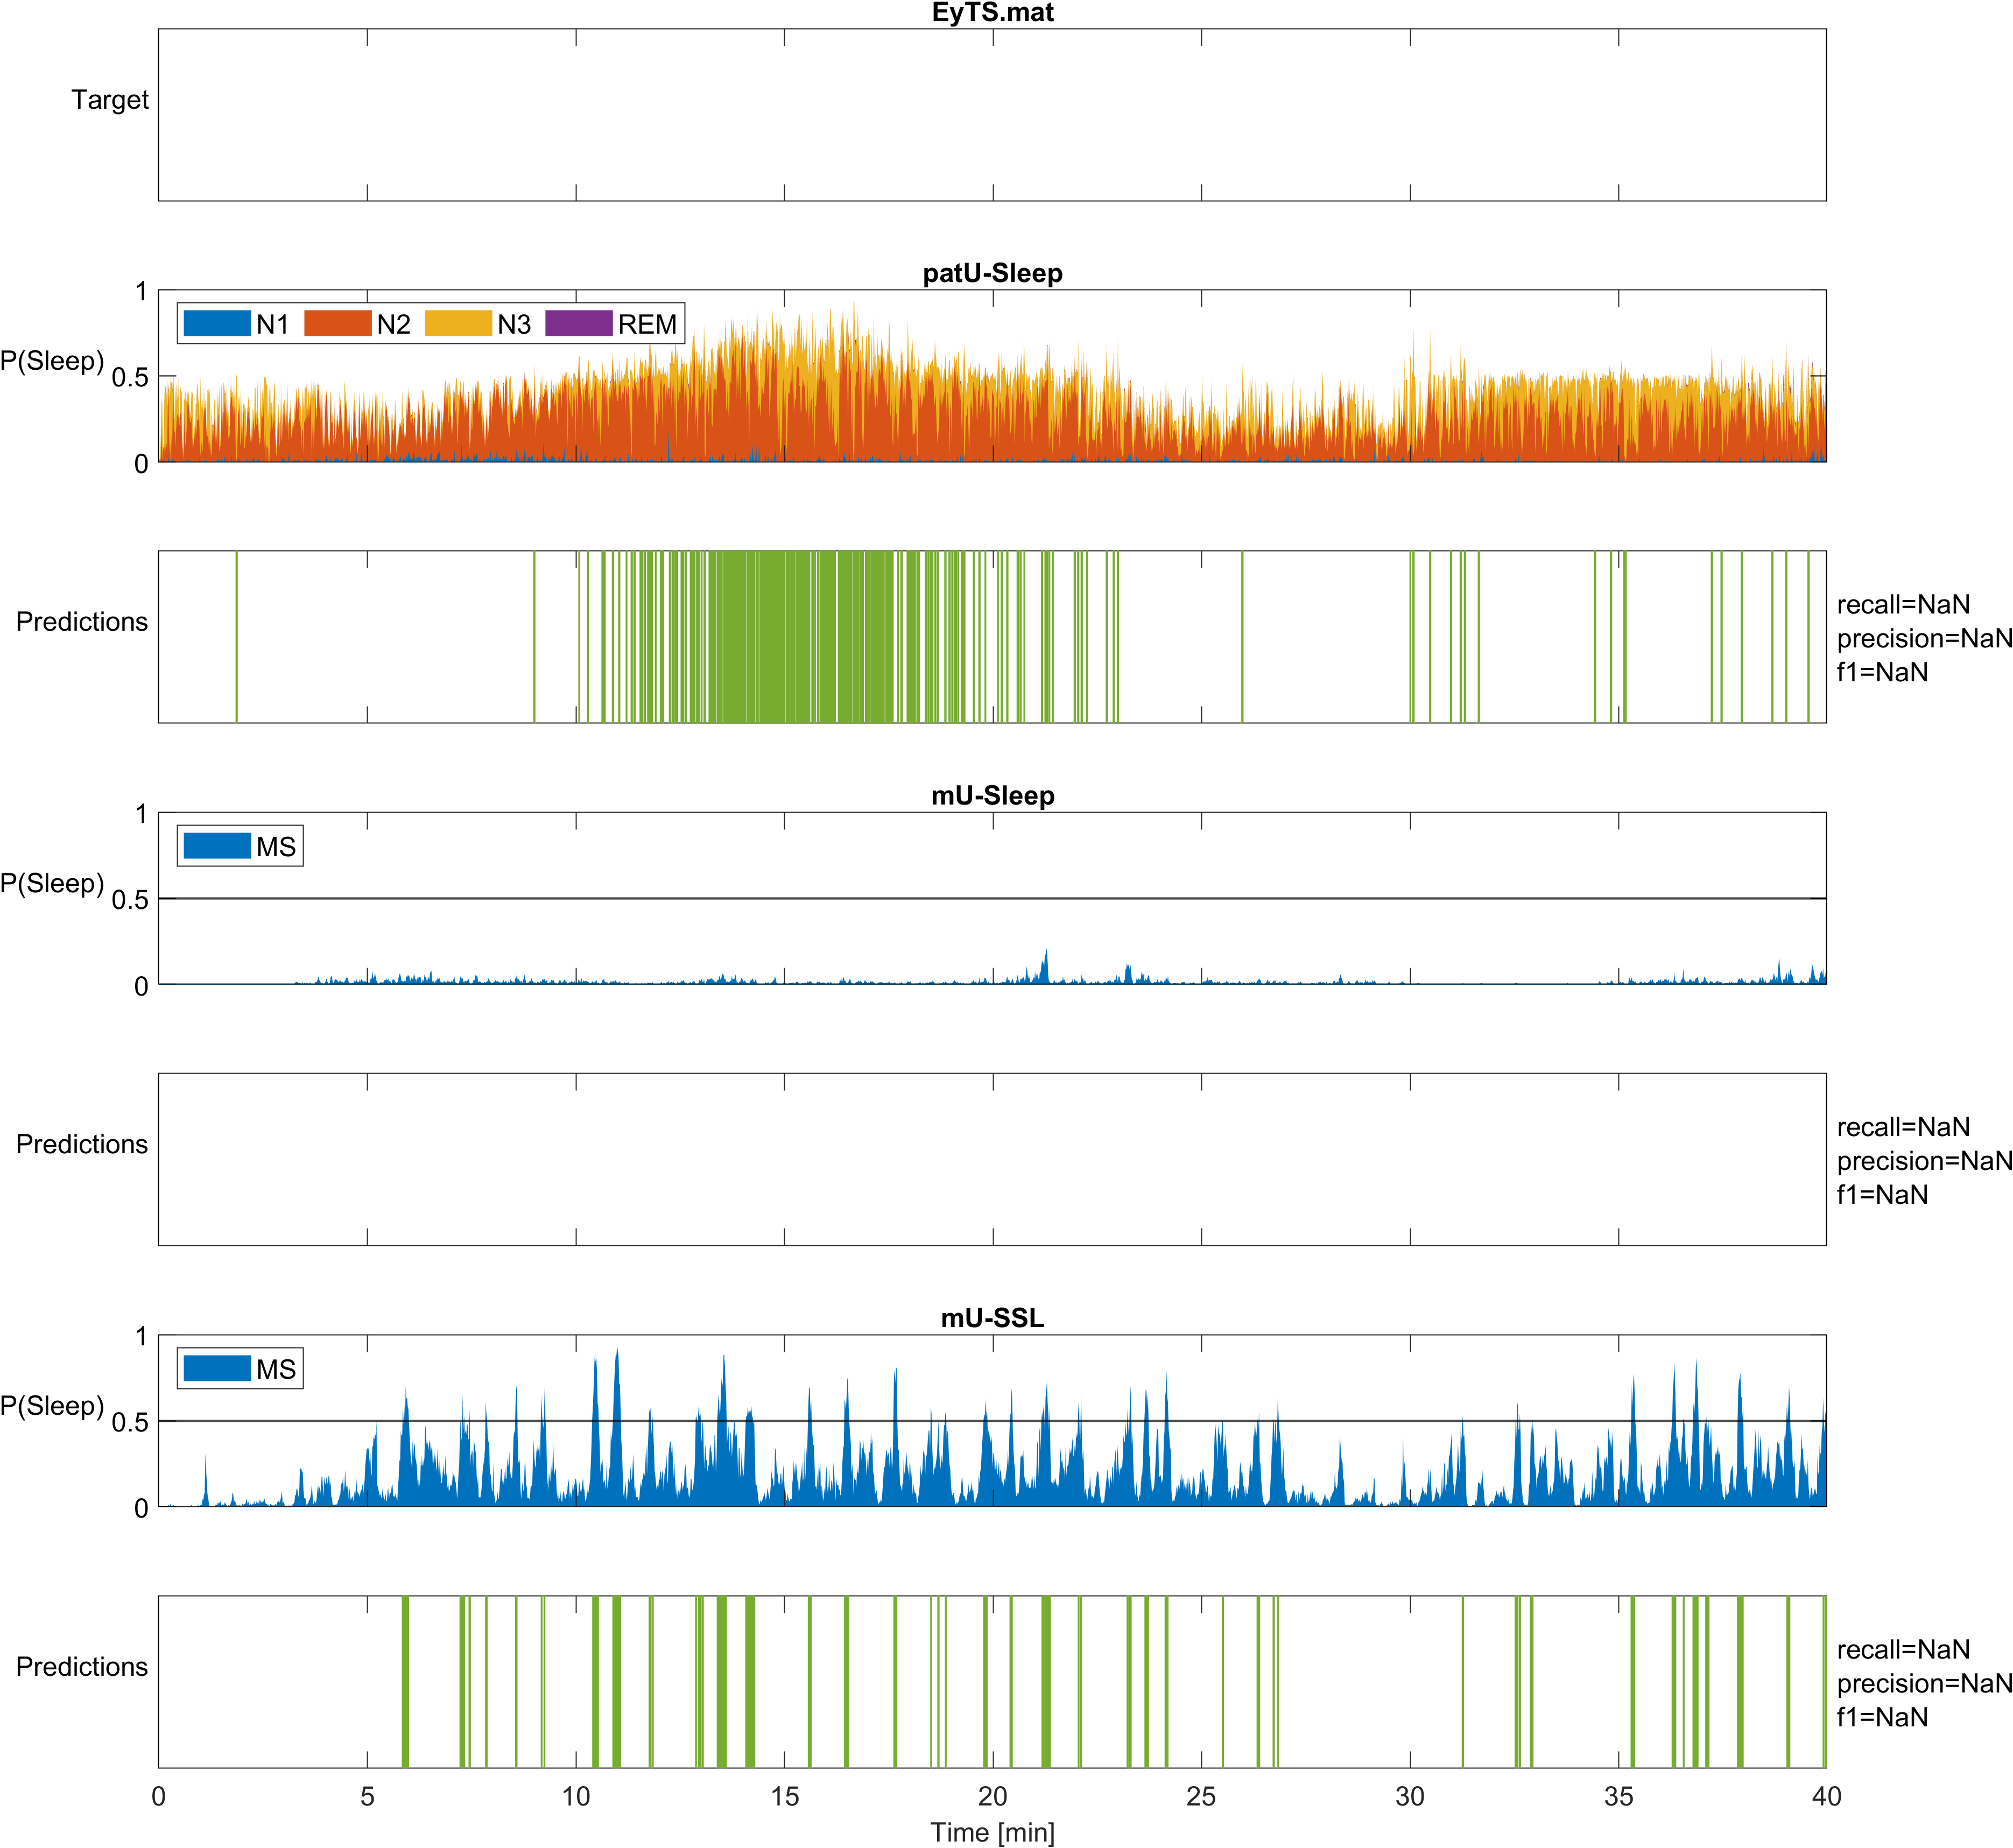 EyTS.mat
Target
patU-Sleep
1
N1 N2 N3 REM
P(Sleep)
0.5
0
Predictions
recall=NaN
precision=NaN
f1=NaN
mU-Sleep
1
MS
P(Sleep)
0.5
0
Predictions
recall=NaN
precision=NaN
f1=NaN
mU-SSL
1
MS
P(Sleep)
0.5
0
Predictions
recall=NaN
precision=NaN
f1=NaN
0 5 10 15 20 25 30 35 40
Time [min]